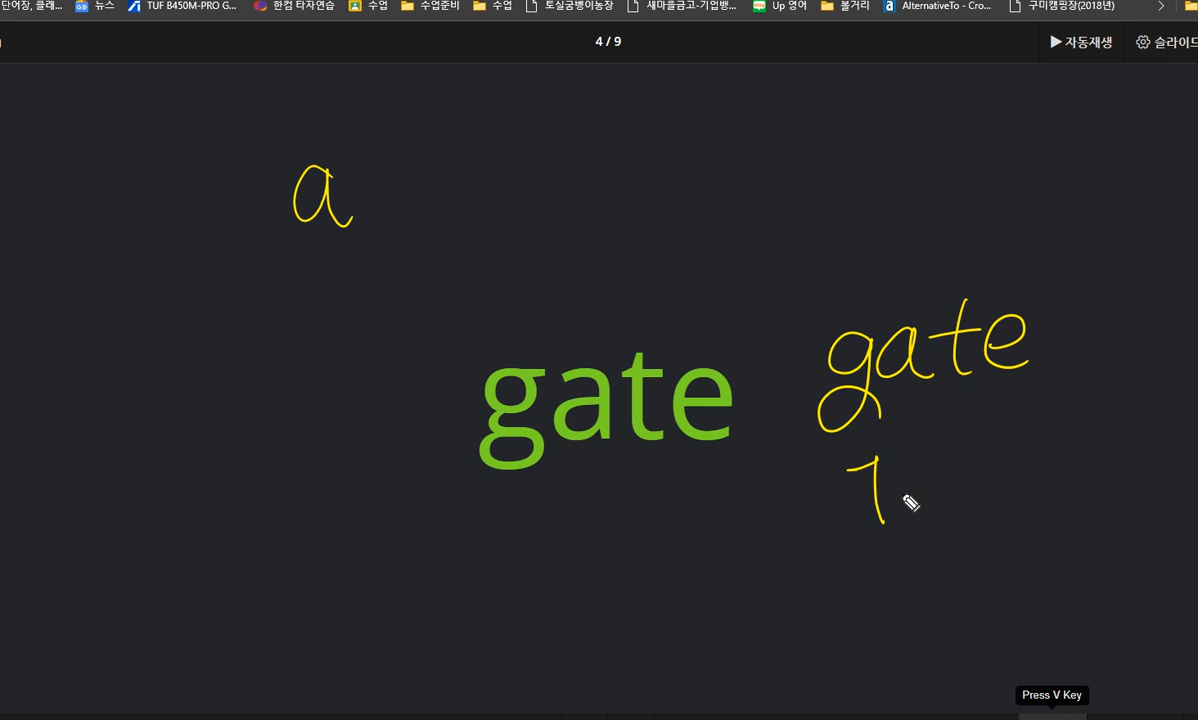 단어장, 클래... 뉴스 TUF B450M-PRO G... 한컴 타자연습 수업 수업준비 수업 토실굼벵이농장 새마을금고-기업뱅... Up 영어 볼거리 AlternativeTo - Cro... 구미캠핑장(2018년)
4 / 9 자동재생 슬라이드
a
gate
gate
Press V Key